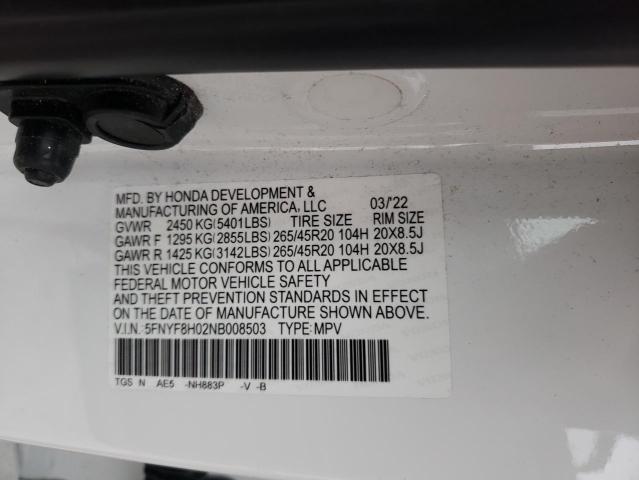 MFD. BY HONDA DEVELOPMENT &
MANUFACTURING OF AMERICA, LLC 03/'22
GVWR 2450 KG(5401LBS) TIRE SIZE RIM SIZE
GAWR F 1295 KG(2855LBS) 265/45R20 104H 20X8.5J
GAWR R 1425 KG(3142LBS) 265/45R20 104H 20X8.5J
THIS VEHICLE CONFORMS TO ALL APPLICABLE
FEDERAL MOTOR VEHICLE SAFETY
AND THEFT PREVENTION STANDARDS IN EFFECT
ON THE DATE OF MANUFACTURE SHOWN ABOVE.
V.I.N. 5FNYF8H02NB008503 TYPE: MPV
TGS N AE5 -NH883P -V -B